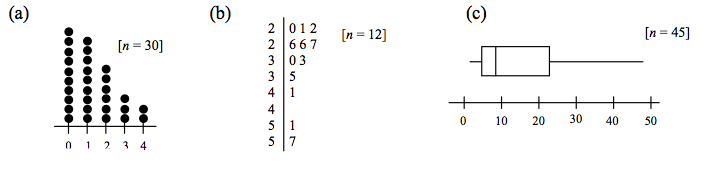 (a)
[n = 30]
0 1 2 3 4
(b)
[n = 12]
2 0 1 2
2 6 6 7
3 0 3
3 5
4 1
4
5 1
5 7
(c)
[n = 45]
0 10 20 30 40 50